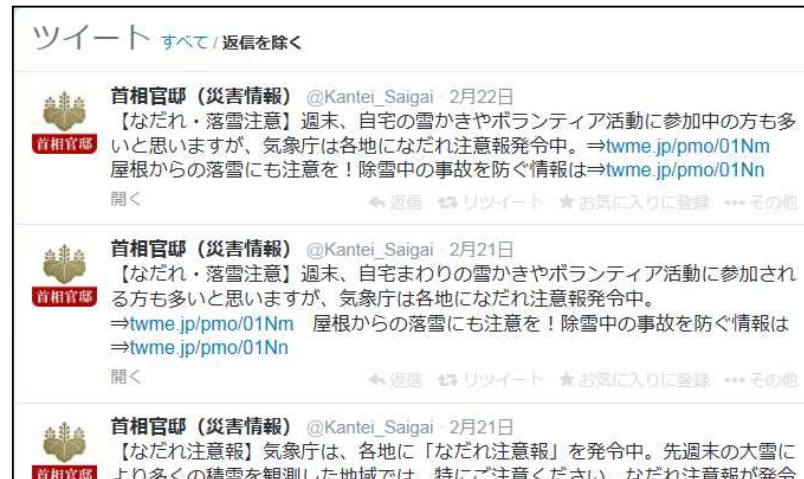 ツイート すべて / 返信を除く
首相官邸（災害情報） @Kantei_Saigai · 2月22日
【なだれ・落雪注意】週末、自宅の雪かきやボランティア活動に参加中の方も多
首相官邸 いと思いますが、気象庁は各地になだれ注意報発令中。⇒twme.jp/pmo/01Nm
屋根からの落雪にも注意を！除雪中の事故を防ぐ情報は⇒twme.jp/pmo/01Nn
開く 返信 リツイート お気に入りに登録 その他
首相官邸（災害情報） @Kantei_Saigai · 2月21日
【なだれ・落雪注意】週末、自宅まわりの雪かきやボランティア活動に参加され
首相官邸 る方も多いと思いますが、気象庁は各地になだれ注意報発令中。
⇒twme.jp/pmo/01Nm 屋根からの落雪にも注意を！除雪中の事故を防ぐ情報は
⇒twme.jp/pmo/01Nn
開く 返信 リツイート お気に入りに登録 その他
首相官邸（災害情報） @Kantei_Saigai · 2月21日
【なだれ注意報】気象庁は、各地に「なだれ注意報」を発令中。先週末の大雪に
首相官邸 より多くの積雪を観測した地域では、特にご注意ください。なだれ注意報が発令